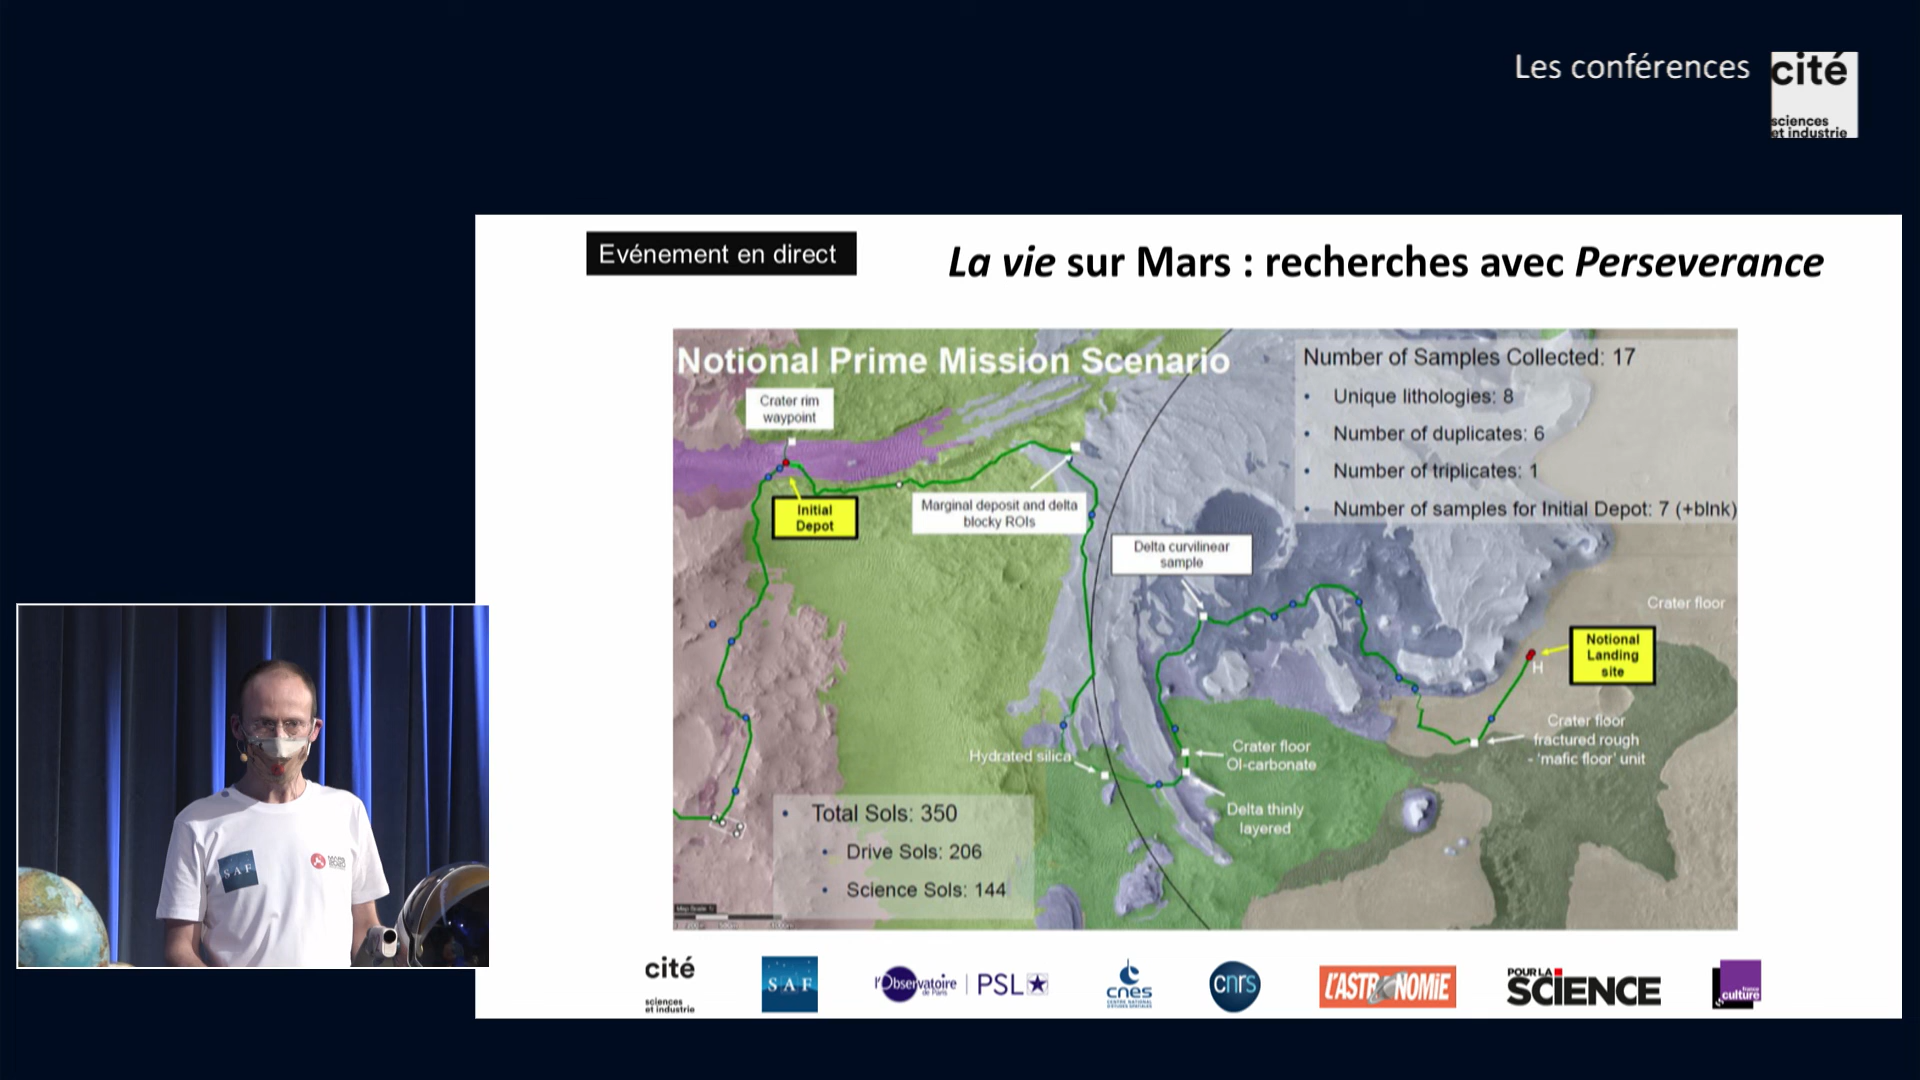 Les conférences
cité
sciences
et industrie
Evénement en direct
La vie sur Mars : recherches avec Perseverance
Notional Prime Mission Scenario
Number of Samples Collected: 17
• Unique lithologies: 8
• Number of duplicates: 6
• Number of triplicates: 1
• Number of samples for Initial Depot: 7 (+blnk)
Crater rim
waypoint
Initial
Depot
Marginal deposit and delta
blocky ROIs
Delta curvilinear
sample
Crater floor
Notional
Landing
site
H
Crater floor
fractured rough
- 'mafic floor' unit
Hydrated silica
Crater floor
Ol-carbonate
Delta thinly
layered
• Total Sols: 350
• Drive Sols: 206
• Science Sols: 144
SAF
cité
sciences
et industrie
SAF
l'Observatoire
de Paris
PSL
cnes
cnrs
l'ASTRONOMiE
POUR LA
SCIENCE
france
culture